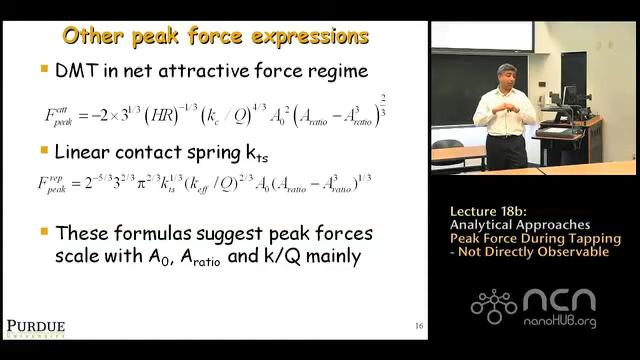 Other peak force expressions
DMT in net attractive force regime
F^{att}_{peak} = −2 × 3^{1/3} (HR)^{−1/3} (k_c / Q)^{4/3} A_0^2 (A_{ratio} − A^3_{ratio})^{2/3}
Linear contact spring k_{ts}
F^{rep}_{peak} = 2^{−5/3} 3^{2/3} π^{2/3} k_{ts}^{1/3} (k_{eff} / Q)^{2/3} A_0 (A_{ratio} − A^3_{ratio})^{1/3}
These formulas suggest peak forces
scale with A_0, A_{ratio} and k/Q mainly
PURDUE
UNIVERSITY
16
Lecture 18b:
Analytical Approaches
Peak Force During Tapping
- Not Directly Observable
ncn
nanoHUB.org